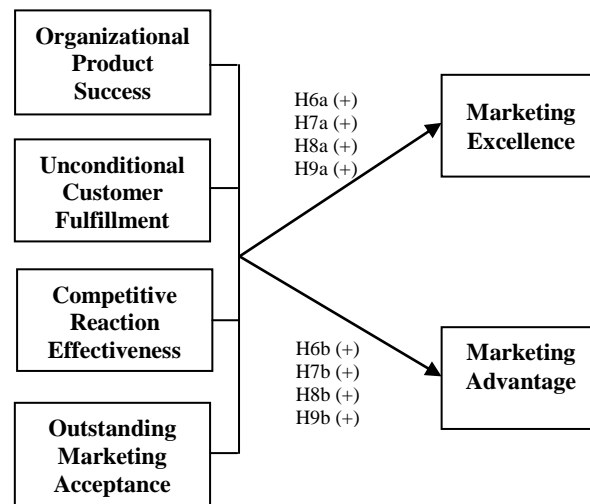 Organizational
Product
Success
Unconditional
Customer
Fulfillment
Competitive
Reaction
Effectiveness
Outstanding
Marketing
Acceptance
H6a (+)
H7a (+)
H8a (+)
H9a (+)
H6b (+)
H7b (+)
H8b (+)
H9b (+)
Marketing
Excellence
Marketing
Advantage